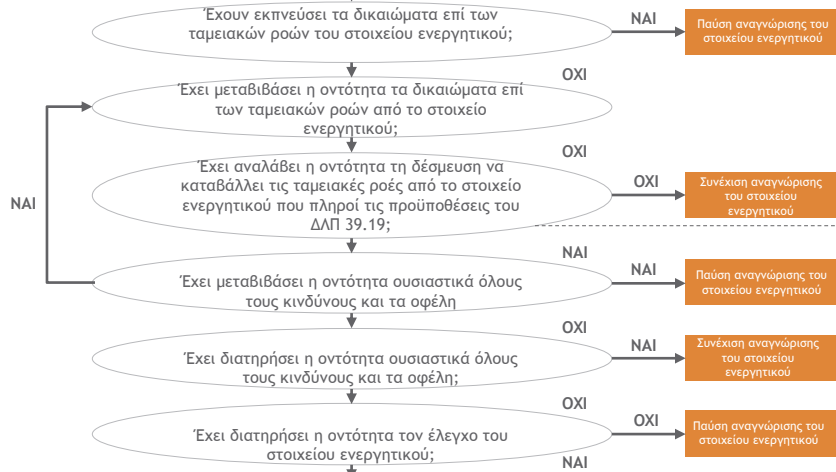 Έχουν εκπνεύσει τα δικαιώματα επί των
ταμειακών ροών του στοιχείου ενεργητικού;
ΝΑΙ
Παύση αναγνώρισης του
στοιχείου ενεργητικού
ΟΧΙ
Έχει μεταβιβάσει η οντότητα τα δικαιώματα επί
των ταμειακών ροών από το στοιχείο
ενεργητικού;
ΟΧΙ
Έχει αναλάβει η οντότητα τη δέσμευση να
καταβάλλει τις ταμειακές ροές από το στοιχείο
ενεργητικού που πληροί τις προϋποθέσεις του
ΔΛΠ 39.19;
ΟΧΙ
Συνέχιση αναγνώρισης
του στοιχείου
ενεργητικού
ΝΑΙ
ΝΑΙ
Έχει μεταβιβάσει η οντότητα ουσιαστικά όλους
τους κινδύνους και τα οφέλη
ΝΑΙ
Παύση αναγνώρισης του
στοιχείου ενεργητικού
ΟΧΙ
Έχει διατηρήσει η οντότητα ουσιαστικά όλους
τους κινδύνους και τα οφέλη;
ΝΑΙ
Συνέχιση αναγνώρισης
του στοιχείου
ενεργητικού
ΟΧΙ
Έχει διατηρήσει η οντότητα τον έλεγχο του
στοιχείου ενεργητικού;
ΟΧΙ
Παύση αναγνώρισης του
στοιχείου ενεργητικού
ΝΑΙ